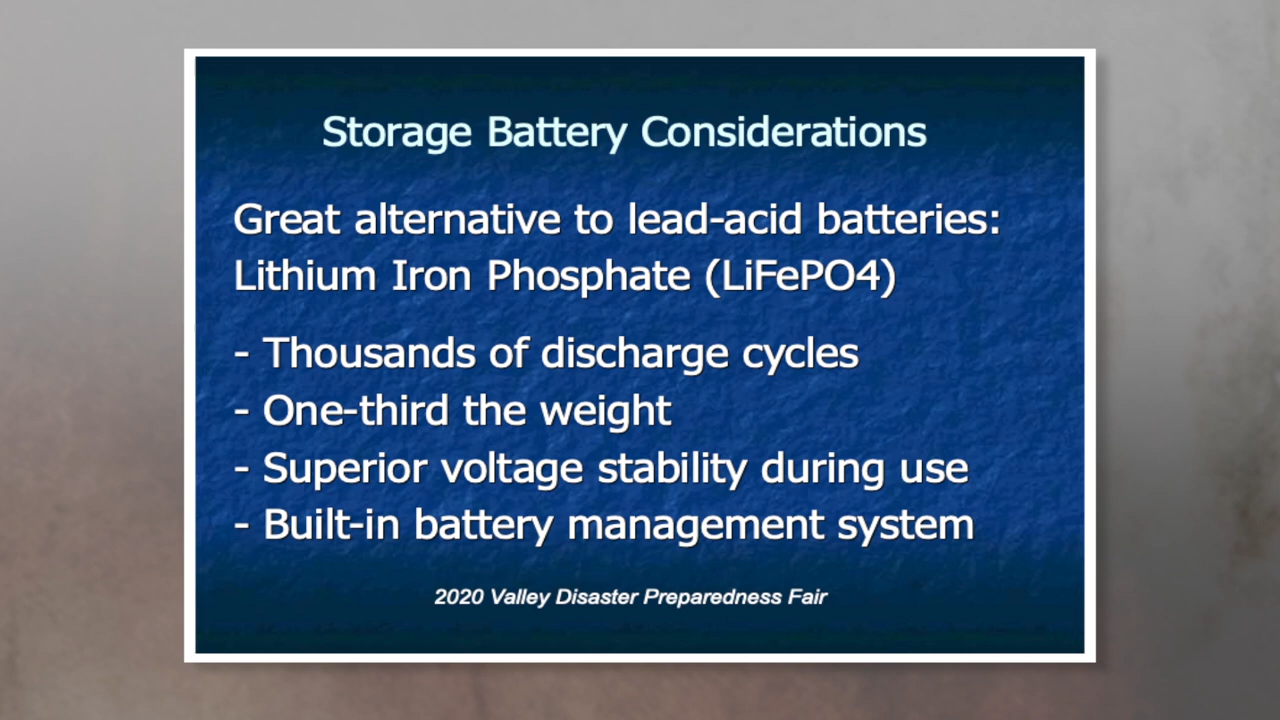 Storage Battery Considerations
Great alternative to lead-acid batteries:
Lithium Iron Phosphate (LiFePO4)
- Thousands of discharge cycles
- One-third the weight
- Superior voltage stability during use
- Built-in battery management system
2020 Valley Disaster Preparedness Fair